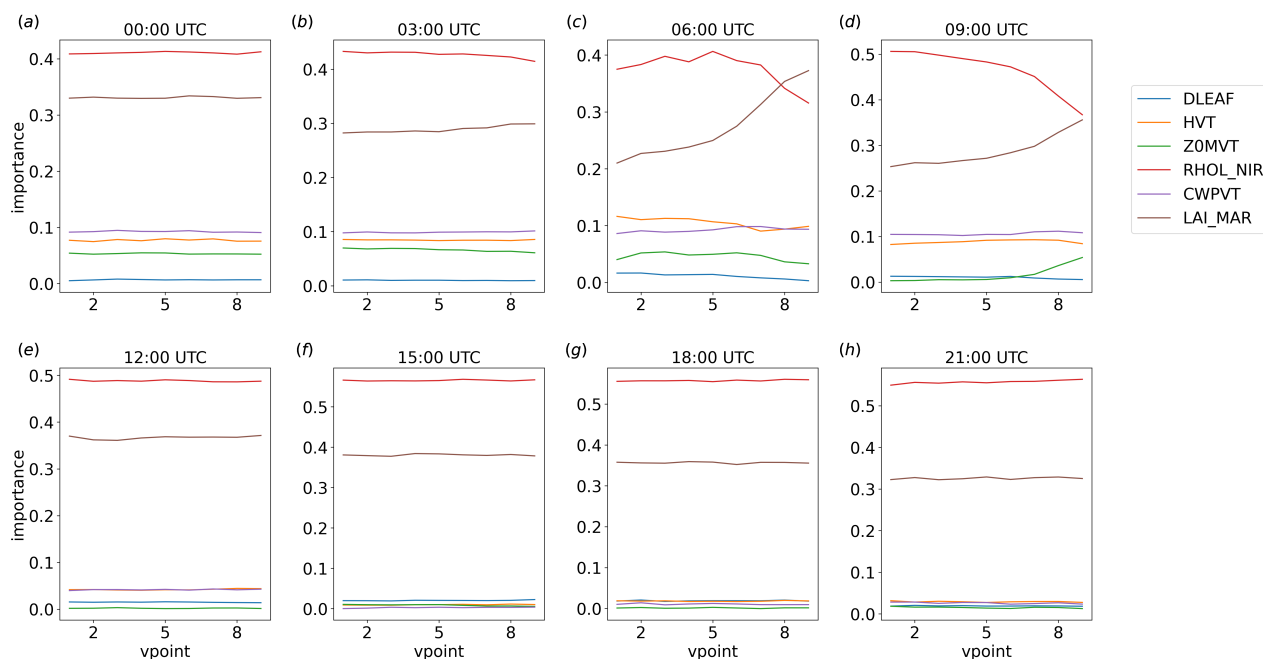 (a) 00:00 UTC (b) 03:00 UTC (c) 06:00 UTC (d) 09:00 UTC
importance
0.4 0.3 0.2 0.1 0.0
2 5 8
0.4 0.3 0.2 0.1 0.0
2 5 8
0.4 0.3 0.2 0.1 0.0
2 5 8
0.5 0.4 0.3 0.2 0.1 0.0
2 5 8
DLEAF
HVT
Z0MVT
RHOL_NIR
CWPVT
LAI_MAR
(e) 12:00 UTC (f) 15:00 UTC (g) 18:00 UTC (h) 21:00 UTC
importance
0.5 0.4 0.3 0.2 0.1 0.0
2 5 8
vpoint
0.5 0.4 0.3 0.2 0.1 0.0
2 5 8
vpoint
0.5 0.4 0.3 0.2 0.1 0.0
2 5 8
vpoint
0.5 0.4 0.3 0.2 0.1 0.0
2 5 8
vpoint